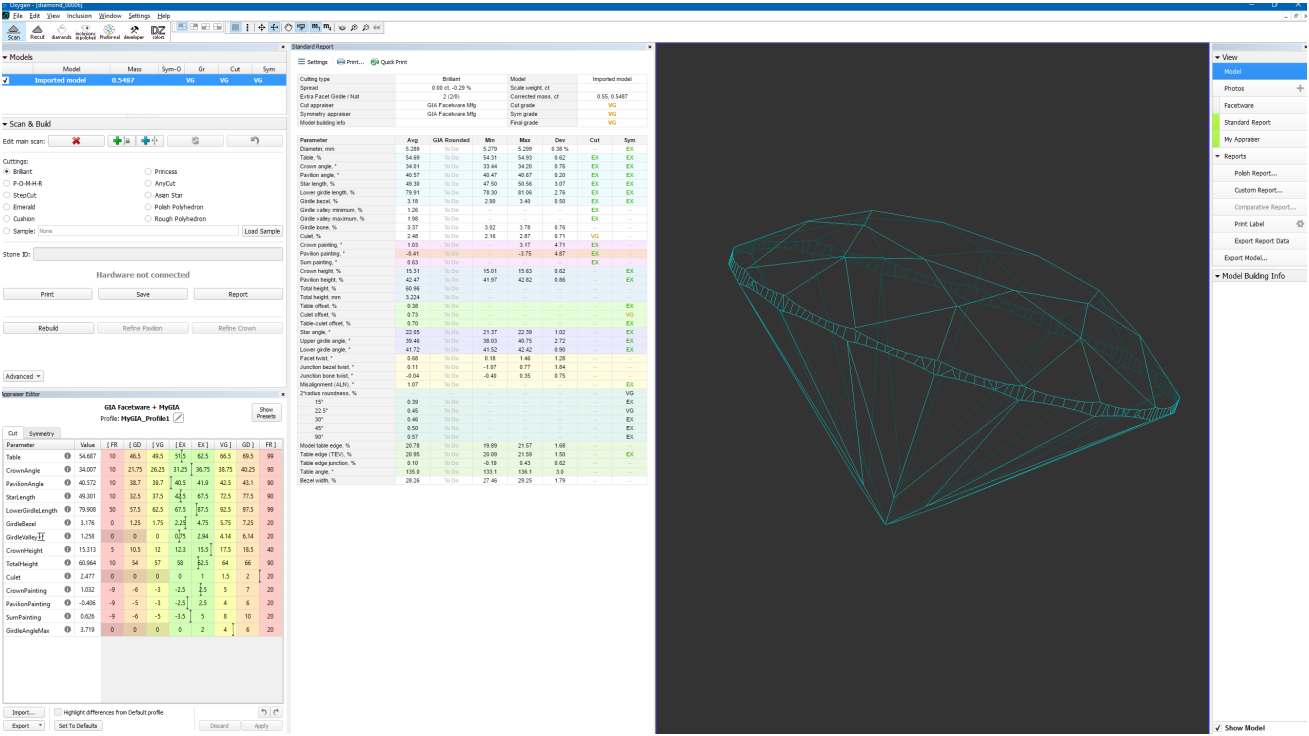 Oxygen - [diamond_00006]
File Edit View Inclusion Window Settings Help
Scan Recut diamonds inclusions in polished Photoreal developer colors
Models
Model Mass Sym-D Gr Cut Sym
Imported model 0.5487 VG VG VG
Scan & Build
Edit main scan:
Cuttings:
Brilliant Princess
P-O-M-H-R AnyCut
StepCut Asian Star
Emerald Polish Polyhedron
Cushion Rough Polyhedron
Sample: None Load Sample
Stone ID:
Hardware not connected
Print Save Report
Rebuild Refine Pavilion Refine Crown
Advanced
Appraiser Editor
GIA Facetware + MyGIA
Profile: MyGIA_Profile1
Show Presets
Cut Symmetry
Parameter Value [ FR [ GD [ VG [ EX EX ] VG ] GD ] FR ]
Table 54.687 10 46.5 49.5 51.5 62.5 66.5 69.5 99
CrownAngle 34.007 10 21.75 26.25 31.25 36.75 38.75 40.25 90
PavilionAngle 40.572 10 38.7 39.7 40.5 41.9 42.5 43.1 90
StarLength 49.301 10 32.5 37.5 42.5 67.5 72.5 77.5 90
LowerGirdleLength 79.908 50 57.5 62.5 67.5 87.5 92.5 97.5 99
GirdleBezel 3.176 0 1.25 1.75 2.25 4.75 5.75 7.25 20
GirdleValley 1.258 0 0 0 0.75 2.94 4.14 6.14 20
CrownHeight 15.313 5 10.5 12 12.3 15.5 17.5 18.5 40
TotalHeight 60.964 10 54 57 58 62.5 64 66 90
Culet 2.477 0 0 0 0 1 1.5 2 20
CrownPainting 1.032 -9 -6 -3 -2.5 2.5 5 7 20
PavilionPainting -0.406 -9 -5 -3 -2.5 2.5 4 6 20
SumPainting 0.626 -9 -6 -5 -3.5 5 8 10 20
GirdleAngleMax 3.719 0 0 0 0 2 4 6 20
Import... Highlight differences from Default profile
Export Set To Defaults Discard Apply
Standard Report
Settings Print... Quick Print
Cutting type Brilliant Model Imported model
Spread 0.00 ct, -0.29 % Scale weight, ct
Extra Facet Girdle / Nat 2 (2/0) Corrected mass, ct 0.55, 0.5487
Cut appraiser GIA Facetware.Mfg Cut grade VG
Symmetry appraiser GIA Facetware.Mfg Sym grade VG
Model building info Final grade VG
Parameter Avg GIA Rounded Min Max Dev Cut Sym
Diameter, mm 5.289 To Do 5.279 5.299 0.38 % -- EX
Table, % 54.69 To Do 54.31 54.93 0.62 EX EX
Crown angle, ° 34.01 To Do 33.44 34.20 0.76 EX EX
Pavilion angle, ° 40.57 To Do 40.47 40.67 0.20 EX EX
Star length, % 49.30 To Do 47.50 50.56 3.07 EX EX
Lower girdle length, % 79.91 To Do 78.30 81.06 2.76 EX EX
Girdle bezel, % 3.18 To Do 2.90 3.40 0.50 EX EX
Girdle valley minimum, % 1.26 To Do -- -- -- EX --
Girdle valley maximum, % 1.98 To Do -- -- -- EX --
Girdle bone, % 3.37 To Do 3.02 3.78 0.76 -- EX
Culet, % 2.48 To Do 2.16 2.87 0.71 VG --
Crown painting, ° 1.03 To Do -- 3.17 4.71 EX --
Pavilion painting, ° -0.41 To Do -- -3.75 4.87 EX --
Sum painting, ° 0.63 To Do -- -- -- EX --
Crown height, % 15.31 To Do 15.01 15.63 0.62 -- EX
Pavilion height, % 42.47 To Do 41.97 42.82 0.86 -- EX
Total height, % 60.96 To Do
Total height, mm 3.224 To Do
Table offset, % 0.38 To Do -- -- -- -- EX
Culet offset, % 0.73 To Do -- -- -- -- VG
Table-culet offset, % 0.70 To Do -- -- -- -- EX
Star angle, ° 22.05 To Do 21.37 22.39 1.02 -- EX
Upper girdle angle, ° 39.46 To Do 38.03 40.75 2.72 -- EX
Lower girdle angle, ° 41.72 To Do 41.52 42.42 0.90 -- EX
Facet twist, ° 0.68 To Do 0.18 1.46 1.28 -- --
Junction bezel twist, ° 0.11 To Do -1.07 0.77 1.84 -- --
Junction bone twist, ° -0.04 To Do -0.40 0.35 0.75 -- --
Misalignment (ALN), ° 1.07 To Do -- -- -- -- EX
2*radius roundness, % VG
15° 0.39 To Do EX
22.5° 0.45 To Do VG
30° 0.46 To Do EX
45° 0.50 To Do EX
90° 0.57 To Do EX
Model table edge, % 20.78 To Do 19.89 21.57 1.68
Table edge (TEV), % 20.95 To Do 20.09 21.59 1.50 -- EX
Table edge junction, % 0.10 To Do -0.19 0.43 0.62
Table angle, ° 135.0 To Do 133.1 136.1 3.0
Bezel width, % 28.26 To Do 27.46 29.25 1.79
View
Model
Photos
Facetware
Standard Report
My Appraiser
Reports
Polish Report...
Custom Report...
Comparative Report...
Print Label
Export Report Data
Export Model...
Model Building Info
Show Model